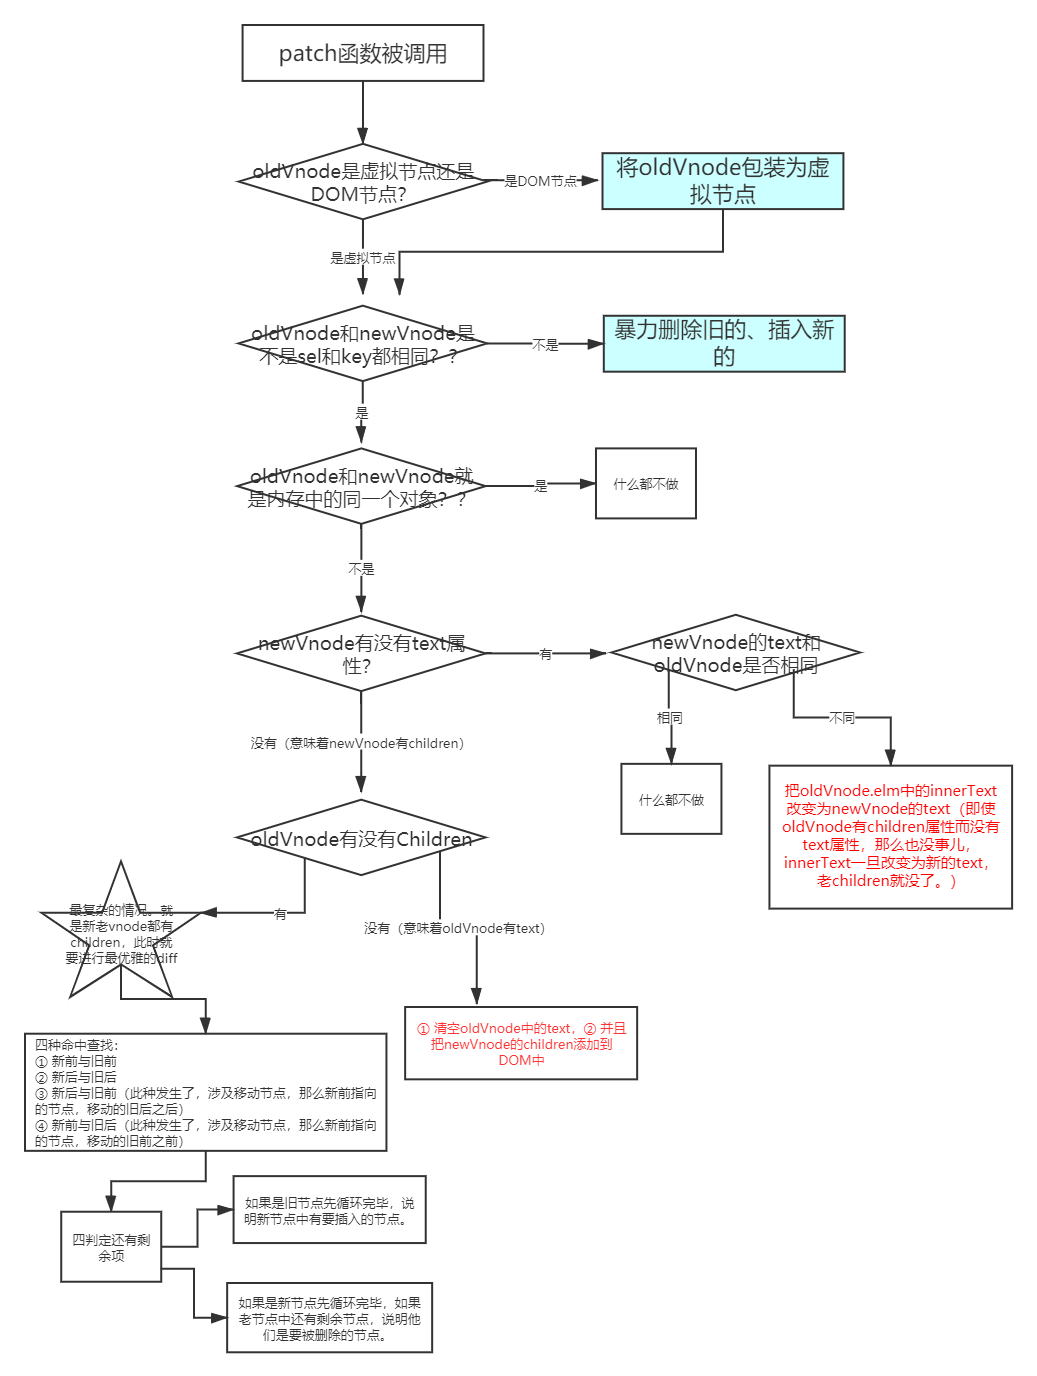 patch函数被调用
oldVnode是虚拟节点还是
DOM节点?
是DOM节点
将oldVnode包装为虚
拟节点
是虚拟节点
oldVnode和newVnode是
不是sel和key都相同？?
不是
暴力删除旧的、插入新
的
是
oldVnode和newVnode就
是内存中的同一个对象？?
是
什么都不做
不是
newVnode有没有text属
性?
有
newVnode的text和
oldVnode是否相同
没有（意味着newVnode有children）
相同
不同
什么都不做
把oldVnode.elm中的innerText
改变为newVnode的text（即使
oldVnode有children属性而没有
text属性，那么也没事儿，
innerText一旦改变为新的text，
老children就没了。）
oldVnode有没有Children
有
没有（意味着oldVnode有text）
最复杂的情况。就
是新老vnode都有
children，此时就
要进行最优雅的diff
① 清空oldVnode中的text，② 并且
把newVnode的children添加到
DOM中
四种命中查找：
① 新前与旧前
② 新后与旧后
③ 新后与旧前（此种发生了，涉及移动节点，那么新前指向
的节点，移动的旧后之后）
④ 新前与旧后（此种发生了，涉及移动节点，那么新前指向
的节点，移动的旧前之前）
四判定还有剩
余项
如果是旧节点先循环完毕，说
明新节点中有要插入的节点。
如果是新节点先循环完毕，如果
老节点中还有剩余节点，说明他
们是要被删除的节点。